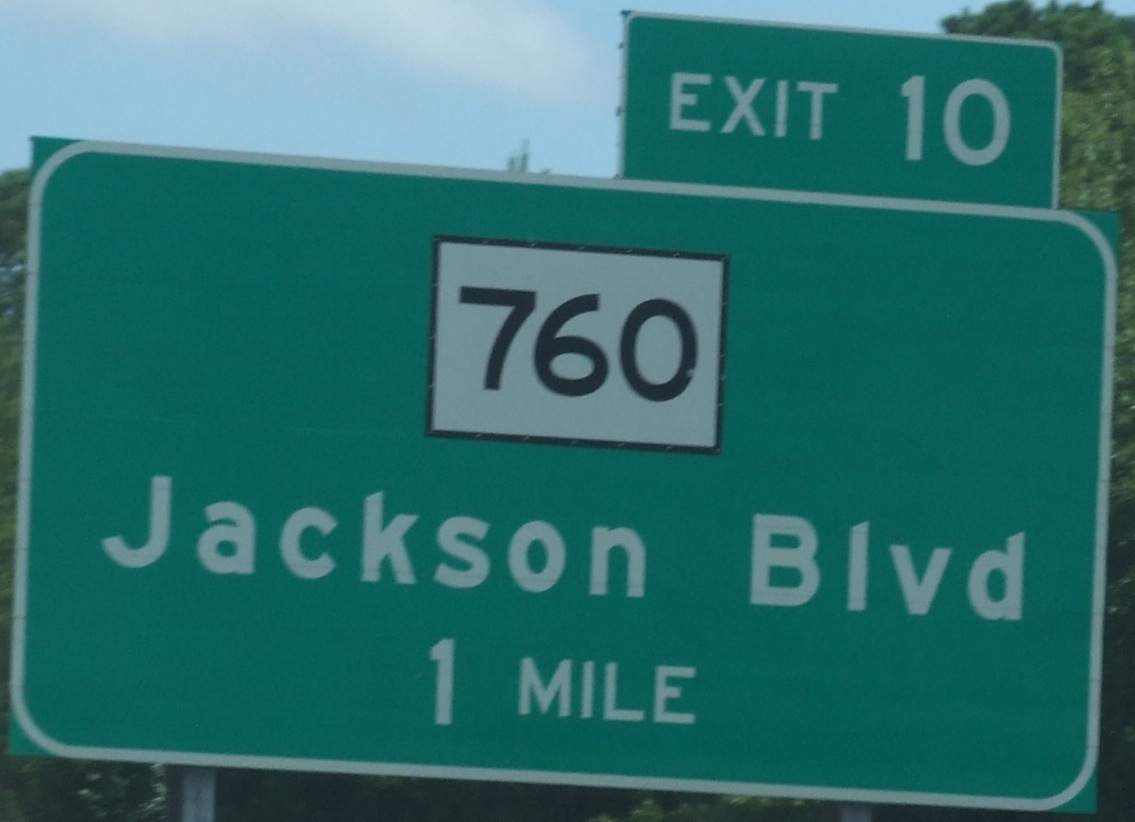 EXIT 10
760
Jackson Blvd
1 MILE